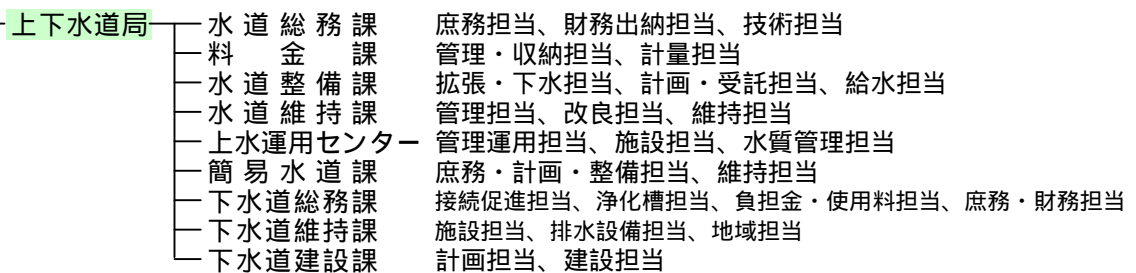 上下水道局 水道総務課 庶務担当、財務出納担当、技術担当
料金課 管理・収納担当、計量担当
水道整備課 拡張・下水担当、計画・受託担当、給水担当
水道維持課 管理担当、改良担当、維持担当
上水運用センター 管理運用担当、施設担当、水質管理担当
簡易水道課 庶務・計画・整備担当、維持担当
下水道総務課 接続促進担当、浄化槽担当、負担金・使用料担当、庶務・財務担当
下水道維持課 施設担当、排水設備担当、地域担当
下水道建設課 計画担当、建設担当